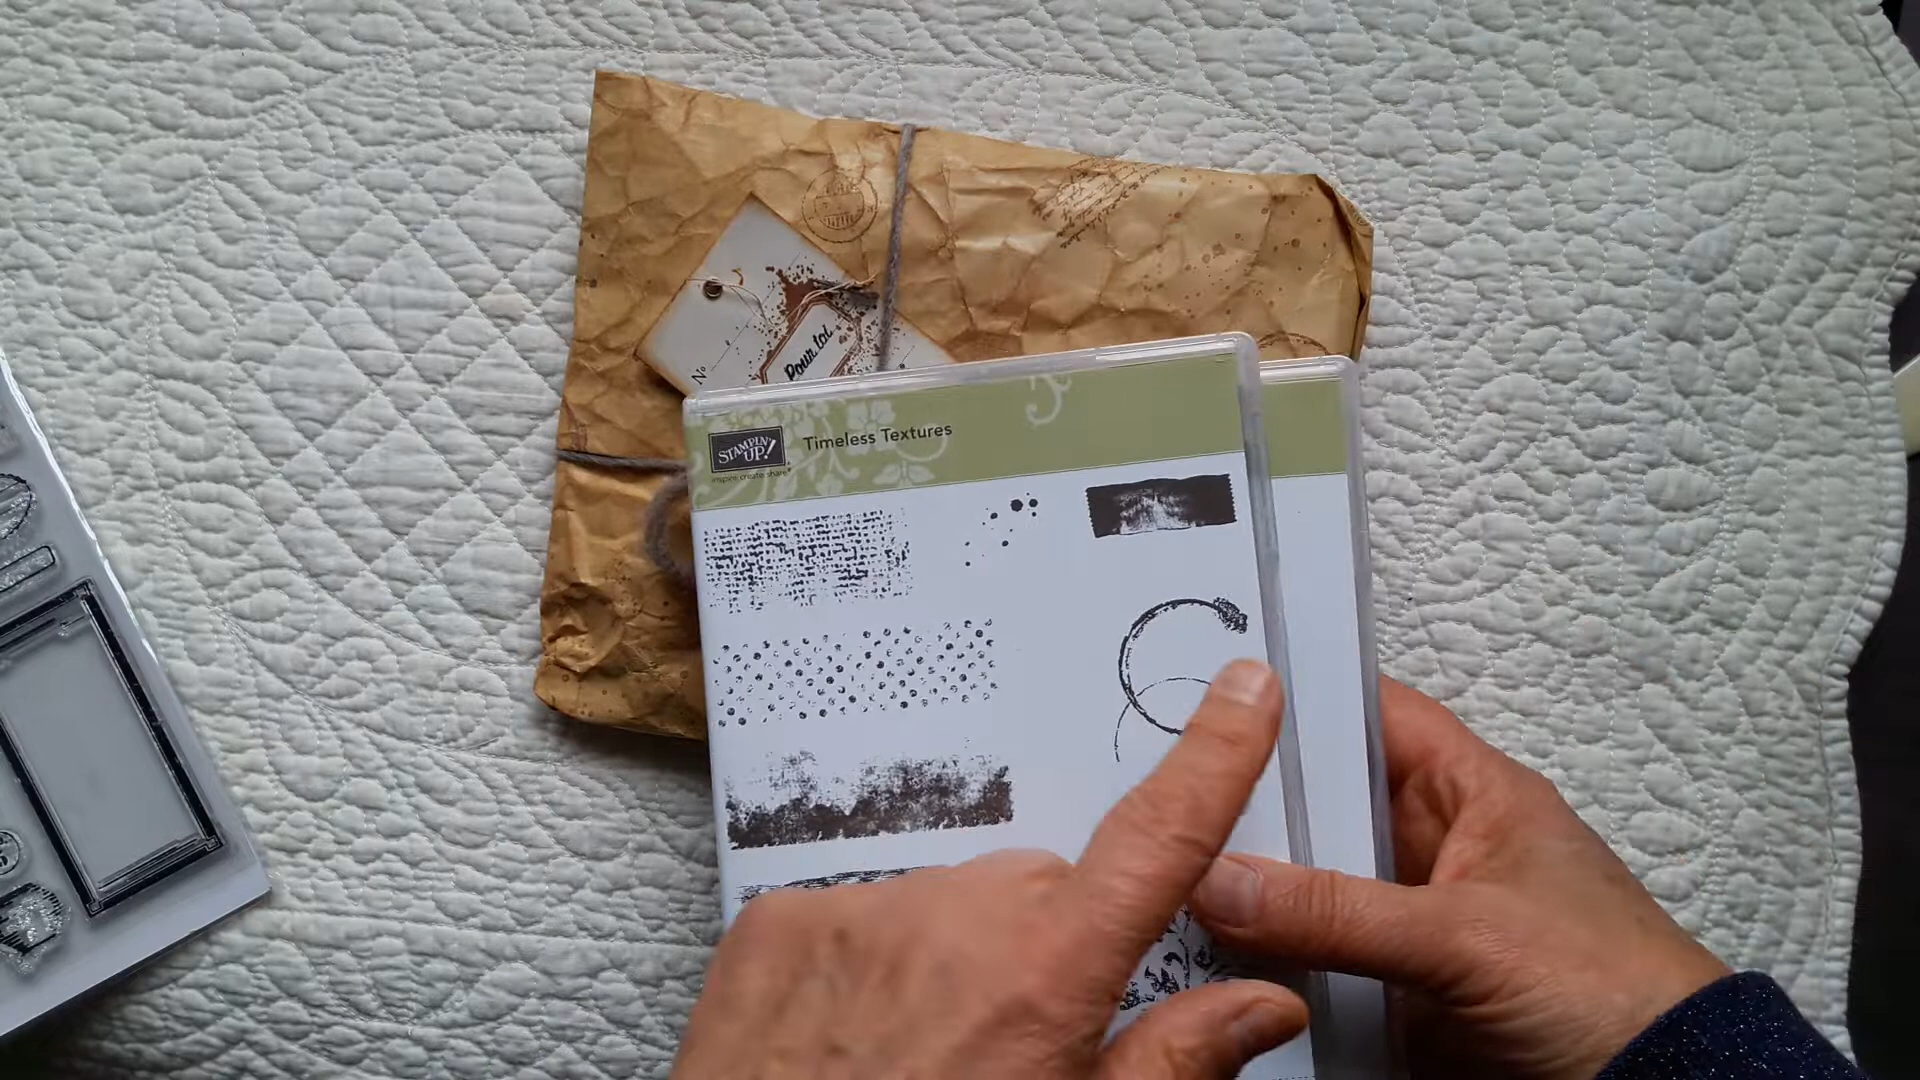 N°
Pour toi
STAMPIN'
UP!
inspire create share
Timeless Textures